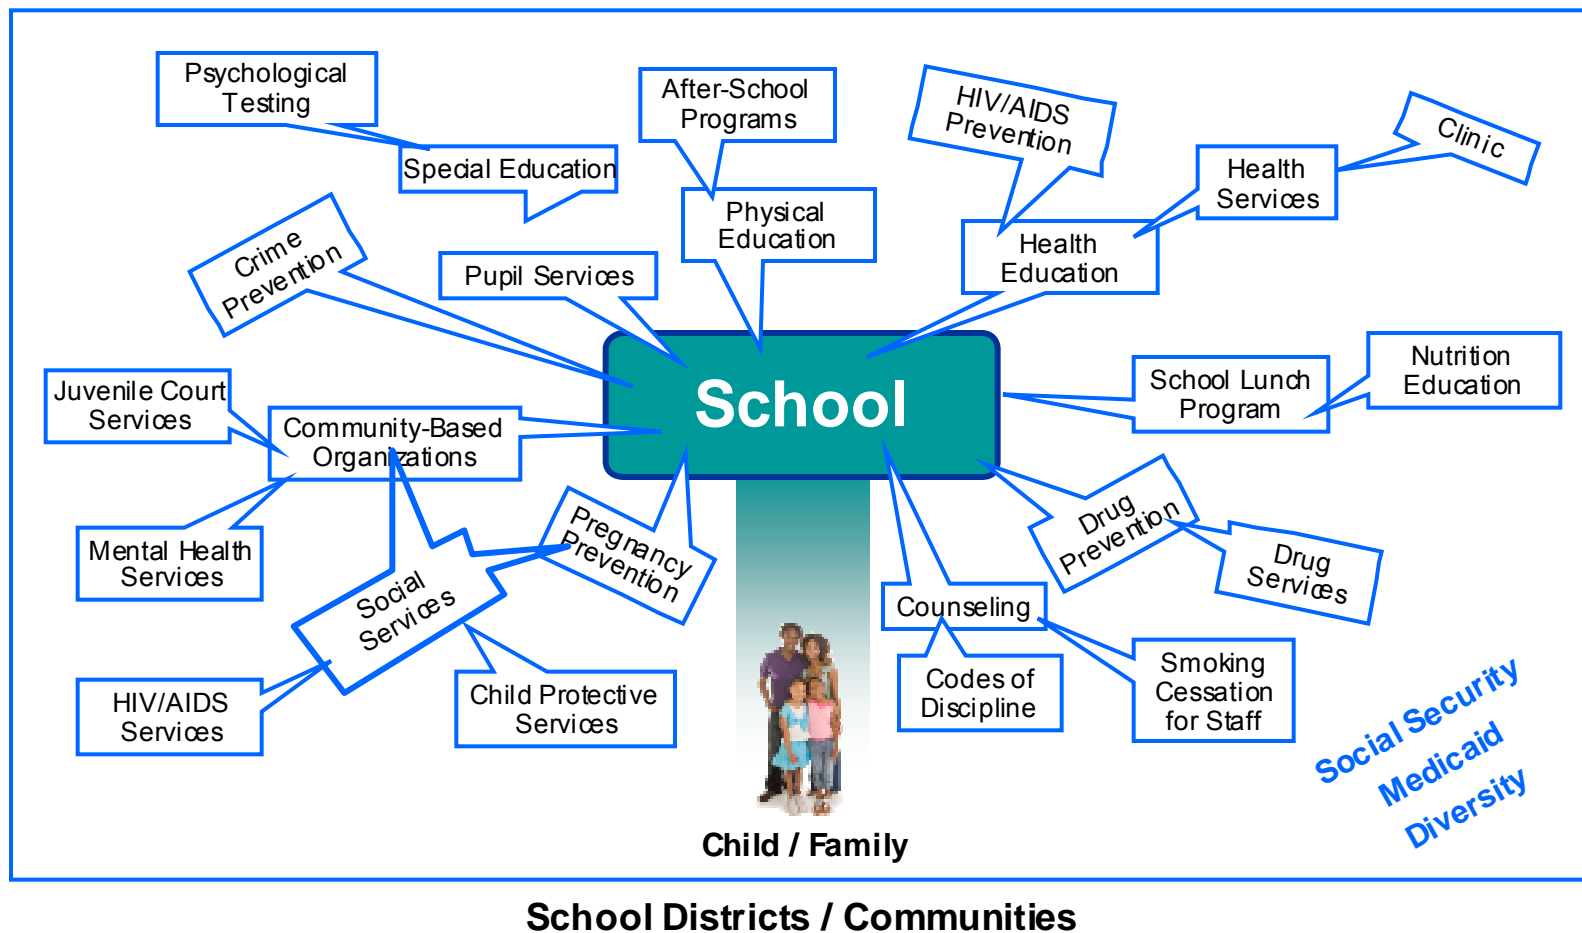 Psychological
Testing
Special Education
After-School
Programs
Physical
Education
HIV/AIDS
Prevention
Health
Education
Health
Services
Clinic
Crime
Prevention
Pupil Services
School
School Lunch
Program
Nutrition
Education
Juvenile Court
Services
Community-Based
Organizations
Mental Health
Services
Social
Services
Pregnancy
Prevention
HIV/AIDS
Services
Child Protective
Services
Drug
Prevention
Drug
Services
Counseling
Codes of
Discipline
Smoking
Cessation
for Staff
Social Security
Medicaid
Diversity
Child / Family
School Districts / Communities